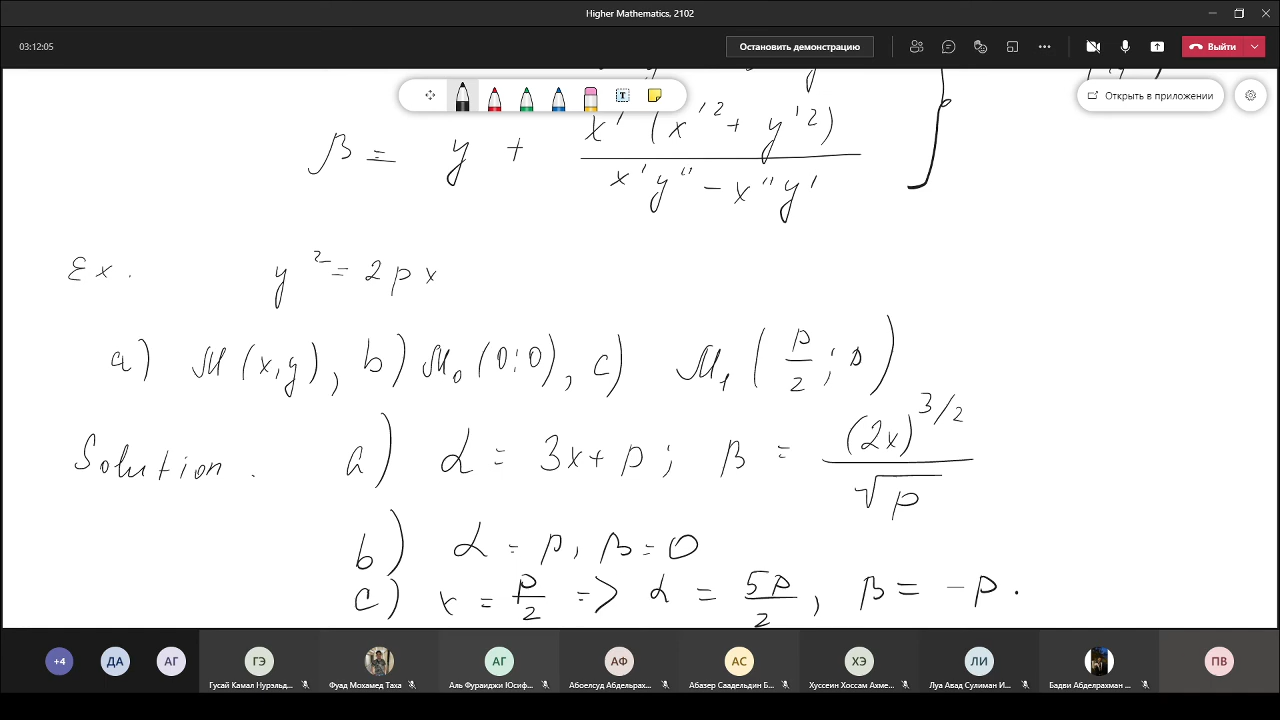 Higher Mathematics, 2102
03:12:05
Остановить демонстрацию
Выйти
Открыть в приложении
β = y + x'(x'² + y'²) / (x'y'' − x''y')
Ex. y² = 2px
a) M(x,y), b) M₀(0;0), c) M₁(p/2; p)
Solution. a) α = 3x+p; β = (2x)^3/2 / √p
b) α = p, β = 0
c) x = p/2 => α = 5p/2, β = −p.
+4 ДА АГ ГЭ АГ АФ АС ХЭ ЛИ ПВ
Гусай Камал Нурэльд... Фуад Мохамед Таха Аль Фураиджи Юсиф... Абоелсуд Абдельрах... Абазер Саадельдин Б... Хуссеин Хоссам Ахме... Луа Авад Сулиман И... Бадви Абделрахман ...